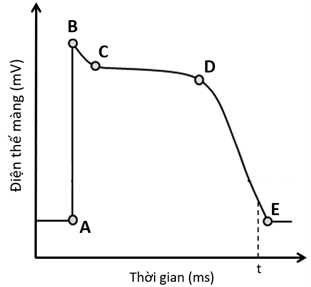 Điện thế màng (mV)
B
C
D
A
E
t
Thời gian (ms)